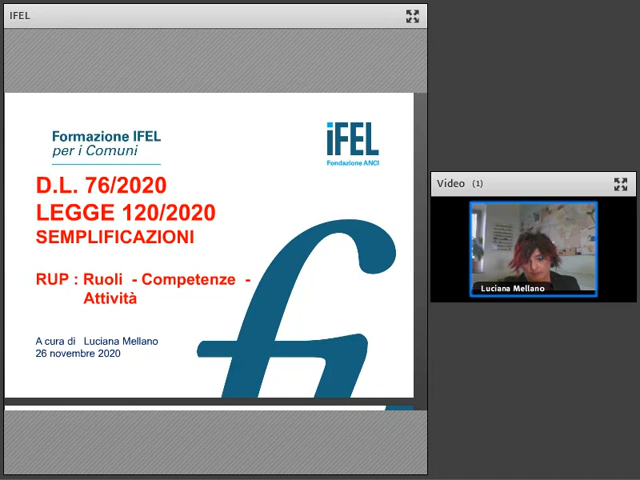 IFEL
Formazione IFEL
per i Comuni
iFEL
Fondazione ANCI
D.L. 76/2020
LEGGE 120/2020
SEMPLIFICAZIONI
RUP : Ruoli - Competenze -
Attività
A cura di Luciana Mellano
26 novembre 2020
Video (1)
Luciana Mellano